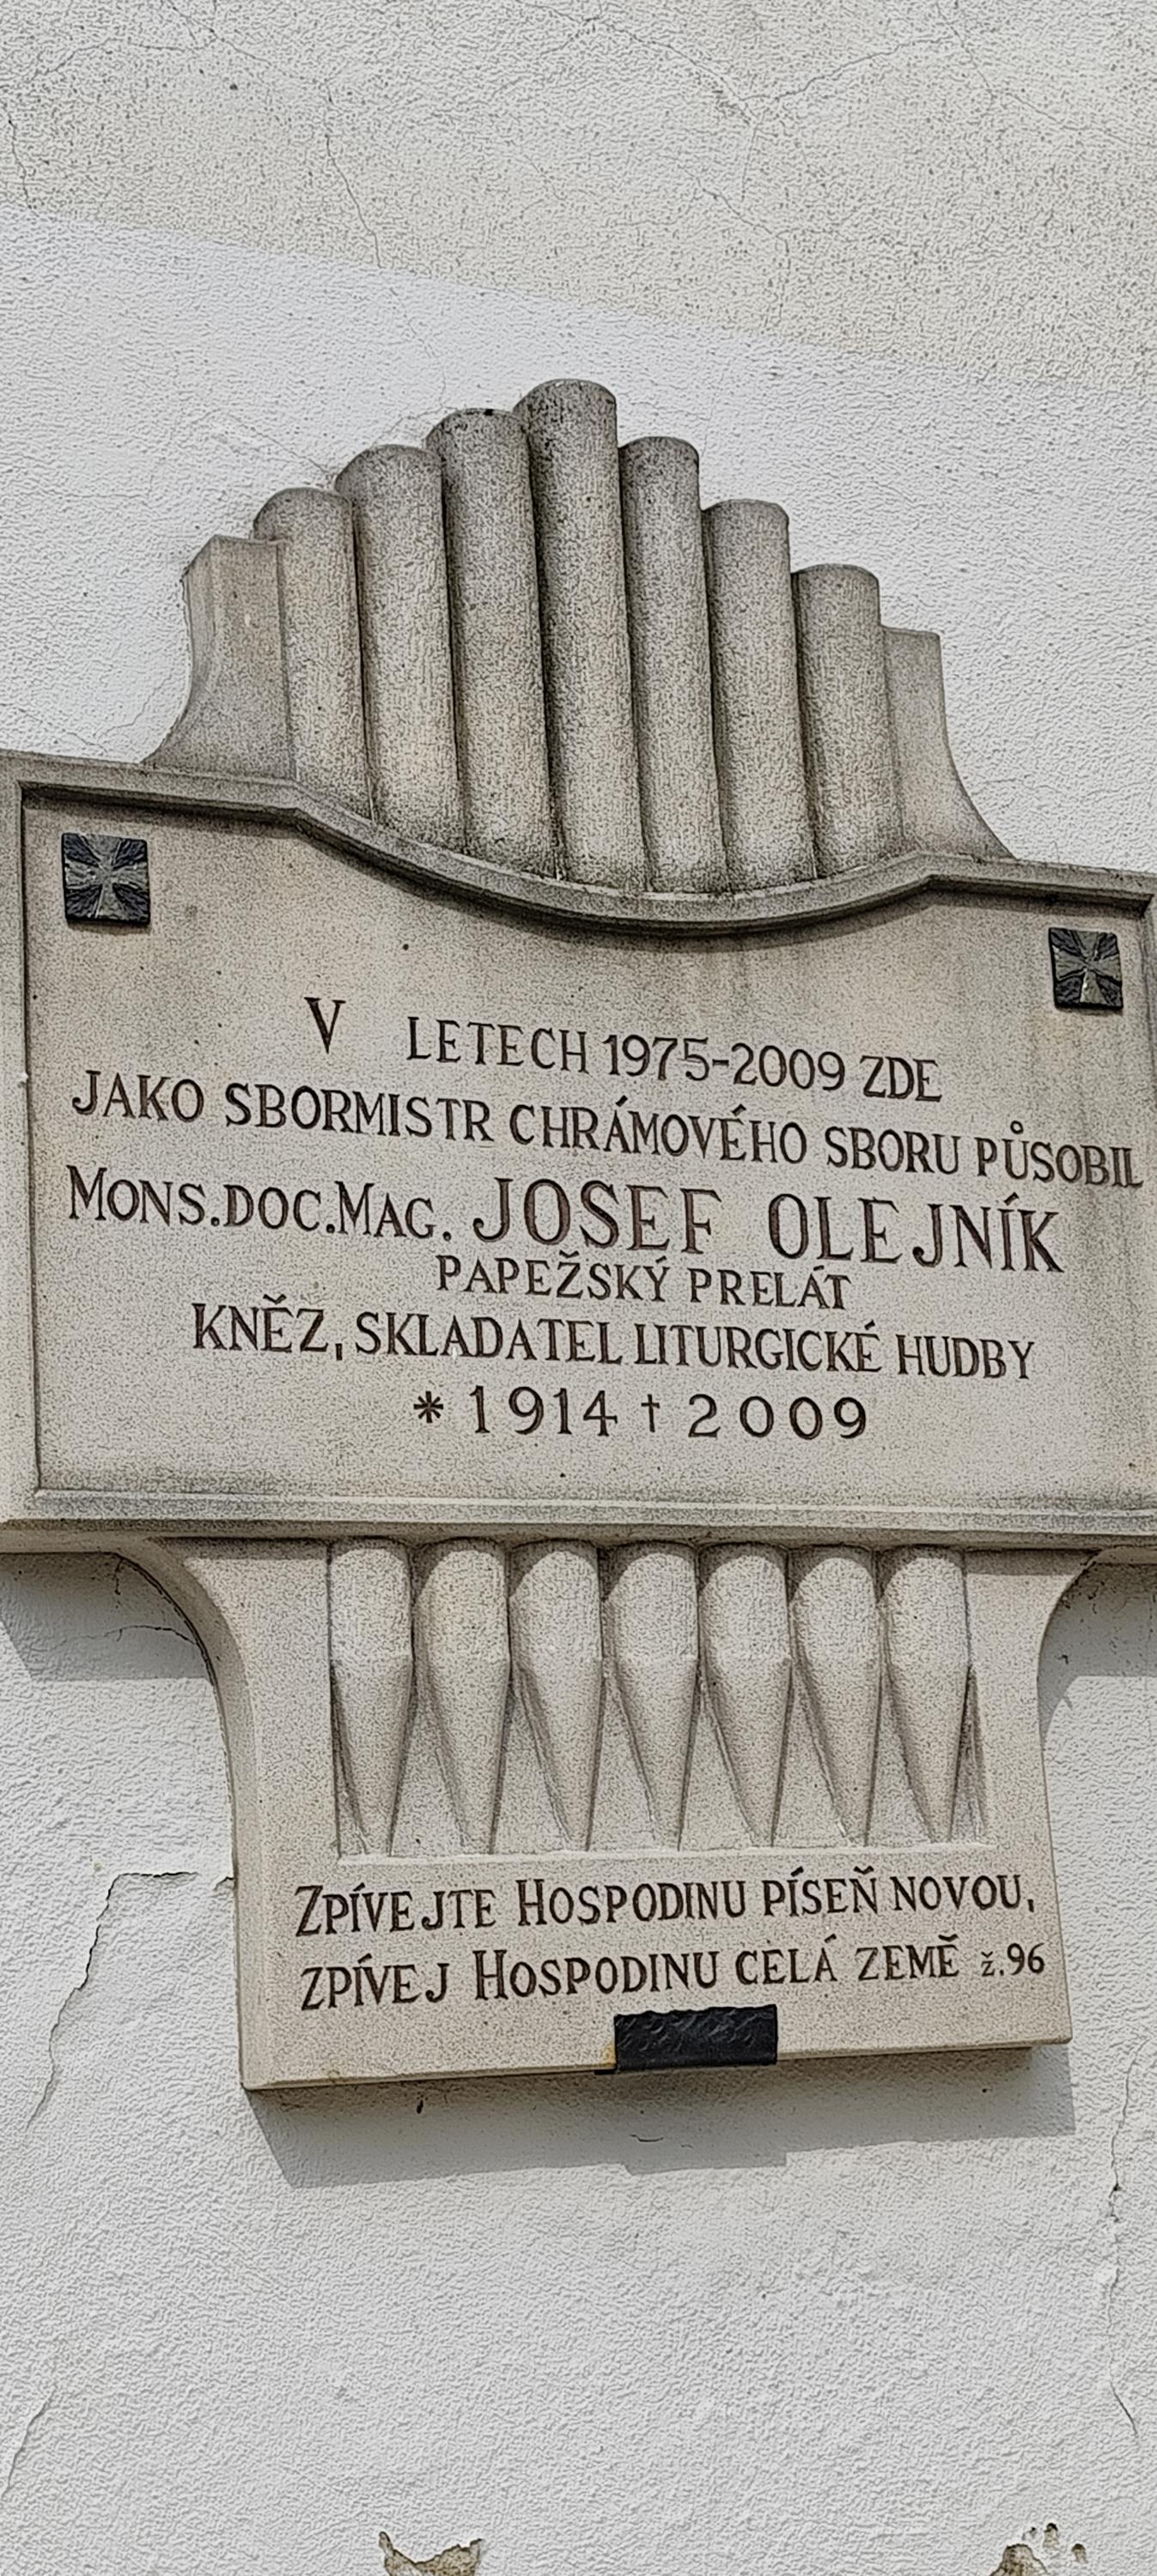 V LETECH 1975-2009 ZDE
JAKO SBORMISTR CHRÁMOVÉHO SBORU PŮSOBIL
MONS.DOC.MAG. JOSEF OLEJNÍK
PAPEŽSKÝ PRELÁT
KNĚZ, SKLADATEL LITURGICKÉ HUDBY
* 1914 † 2009
ZPÍVEJTE HOSPODINU PÍSEŇ NOVOU,
ZPÍVEJ HOSPODINU CELÁ ZEMĚ ž.96